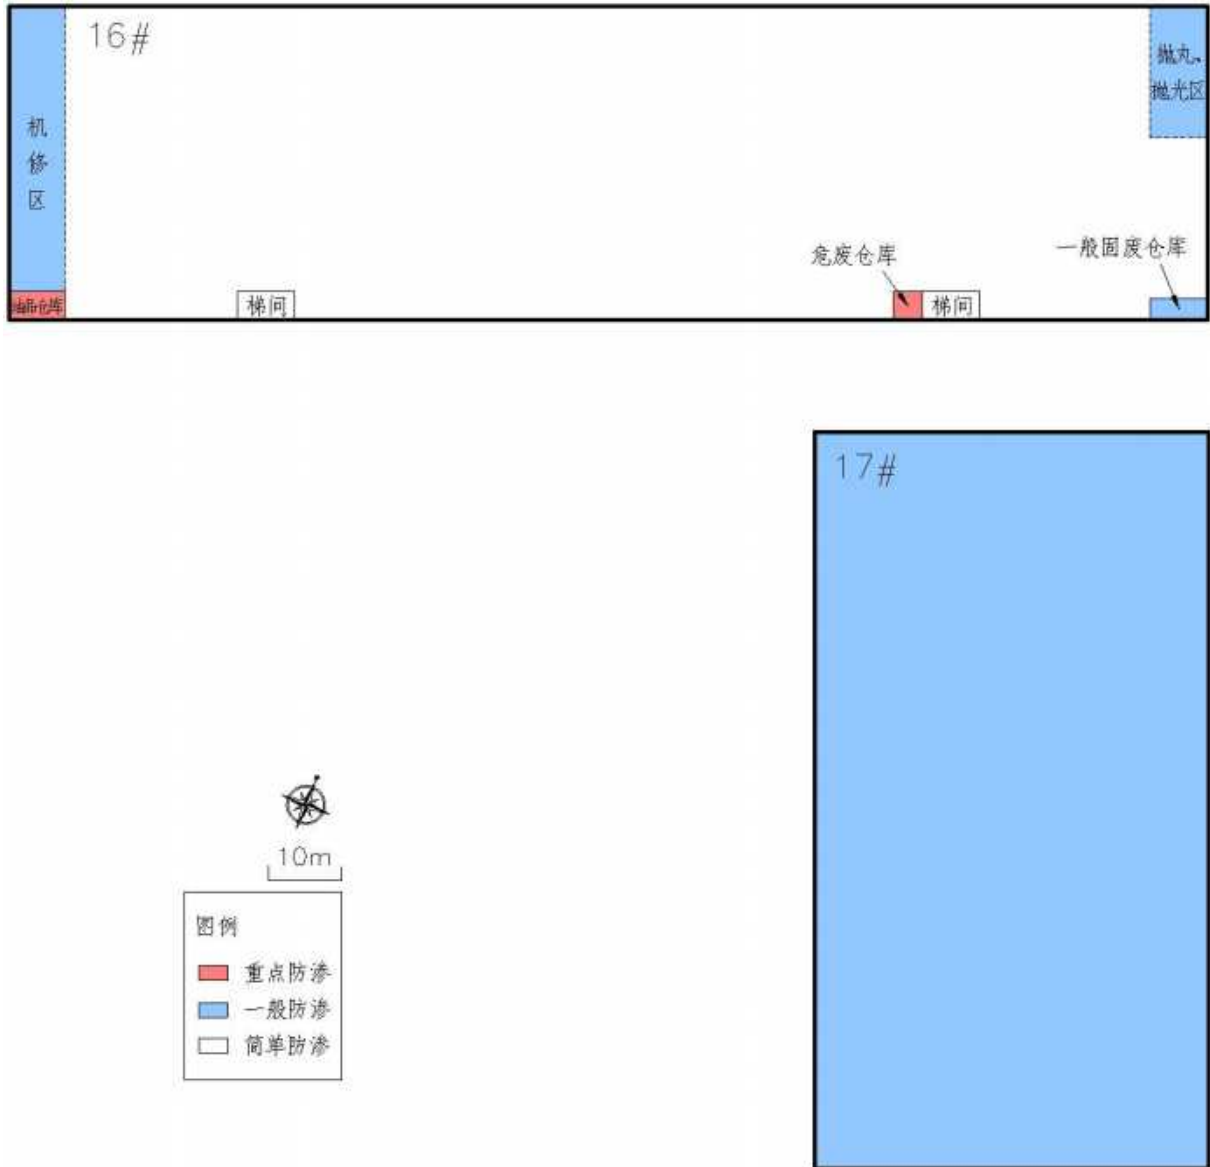 16#
抛丸、
抛光区
机
修
区
危废仓库
一般固废仓库
油品仓库
梯间
梯间
17#
10m
图例
重点防渗
一般防渗
简单防渗